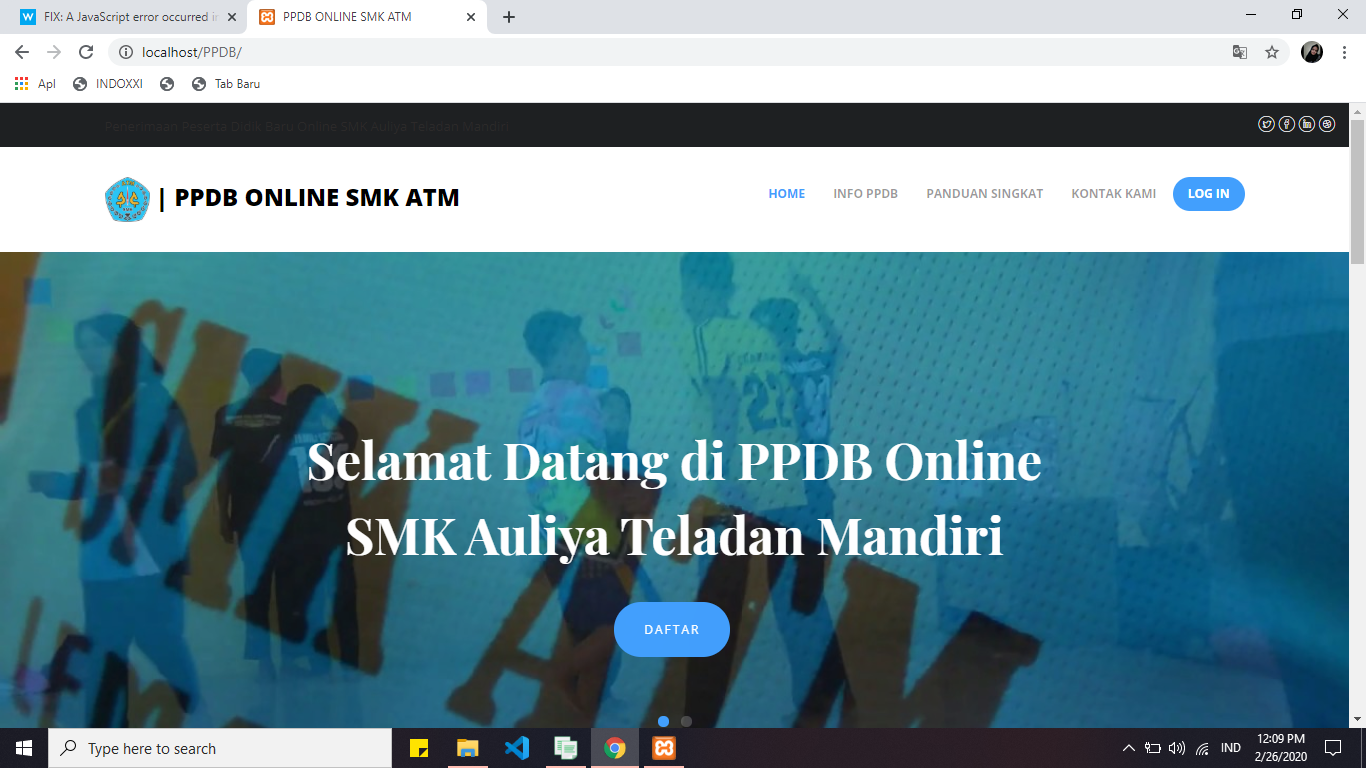 FIX: A JavaScript error occurred in
PPDB ONLINE SMK ATM
localhost/PPDB/
Apl
INDOXXI
Tab Baru
Penerimaan Peserta Didik Baru Online SMK Auliya Teladan Mandiri
| PPDB ONLINE SMK ATM
HOME
INFO PPDB
PANDUAN SINGKAT
KONTAK KAMI
LOG IN
SMK ATM
Selamat Datang di PPDB Online
SMK Auliya Teladan Mandiri
DAFTAR
Type here to search
IND
12:09 PM
2/26/2020